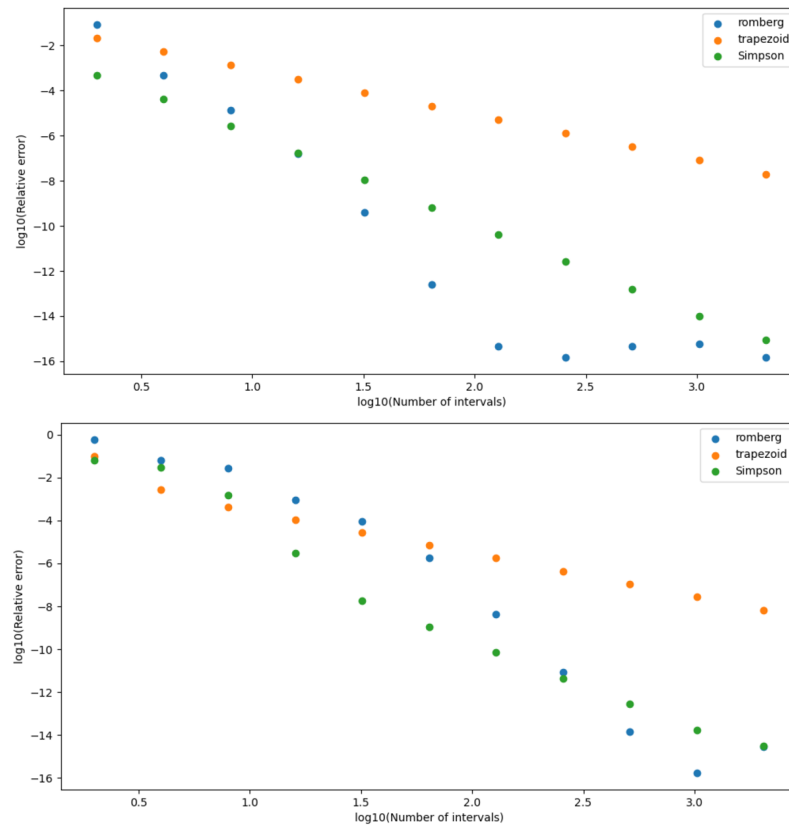 romberg
trapezoid
Simpson
−2
−4
−6
−8
−10
−12
−14
−16
log10(Relative error)
0.5 1.0 1.5 2.0 2.5 3.0
log10(Number of intervals)
romberg
trapezoid
Simpson
0
−2
−4
−6
−8
−10
−12
−14
−16
log10(Relative error)
0.5 1.0 1.5 2.0 2.5 3.0
log10(Number of intervals)